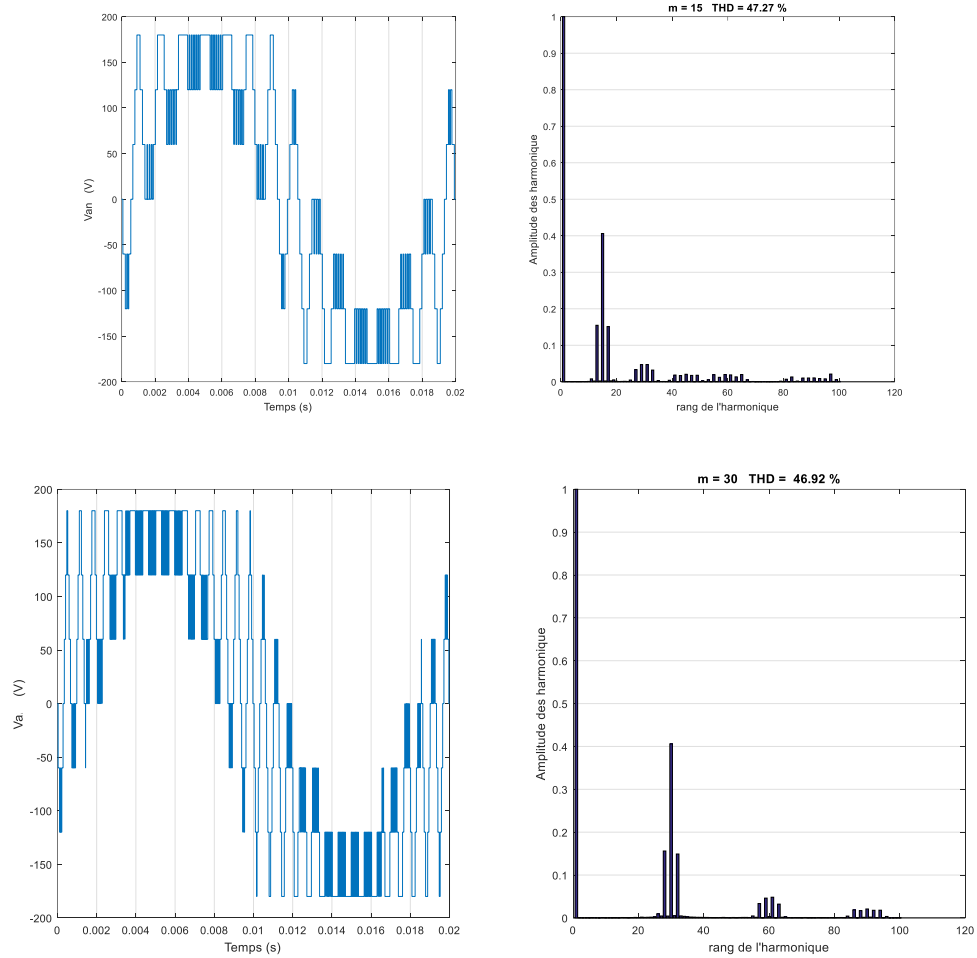 200
150
100
50
0
-50
-100
-150
-200
Van (V)
0 0.002 0.004 0.006 0.008 0.01 0.012 0.014 0.016 0.018 0.02
Temps (s)
m = 15 THD = 47.27 %
1
0.9
0.8
0.7
0.6
0.5
0.4
0.3
0.2
0.1
0
Amplitude des harmonique
0 20 40 60 80 100 120
rang de l'harmonique
200
150
100
50
0
-50
-100
-150
-200
Va. (V)
0 0.002 0.004 0.006 0.008 0.01 0.012 0.014 0.016 0.018 0.02
Temps (s)
m = 30 THD = 46.92 %
1
0.9
0.8
0.7
0.6
0.5
0.4
0.3
0.2
0.1
0
Amplitude des harmonique
0 20 40 60 80 100 120
rang de l'harmonique